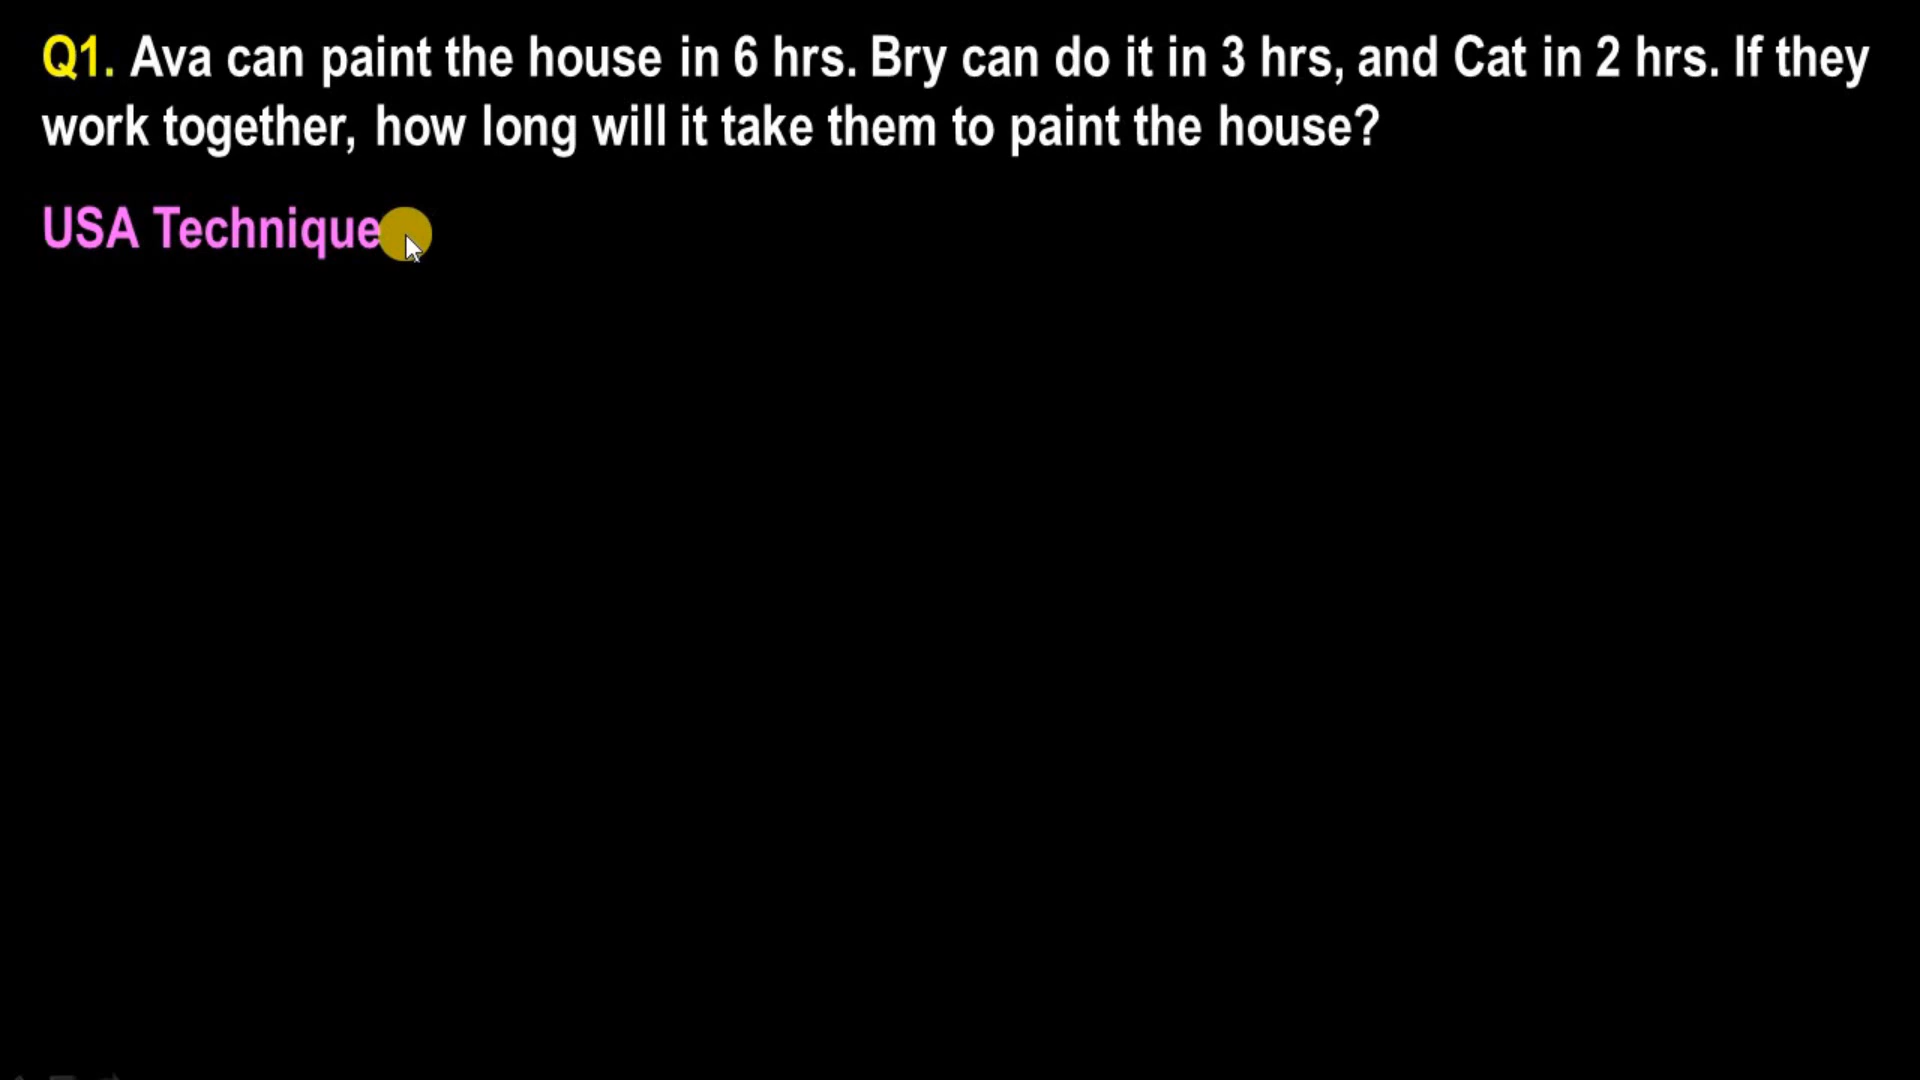 Q1. Ava can paint the house in 6 hrs. Bry can do it in 3 hrs, and Cat in 2 hrs. If they
work together, how long will it take them to paint the house?
USA Technique